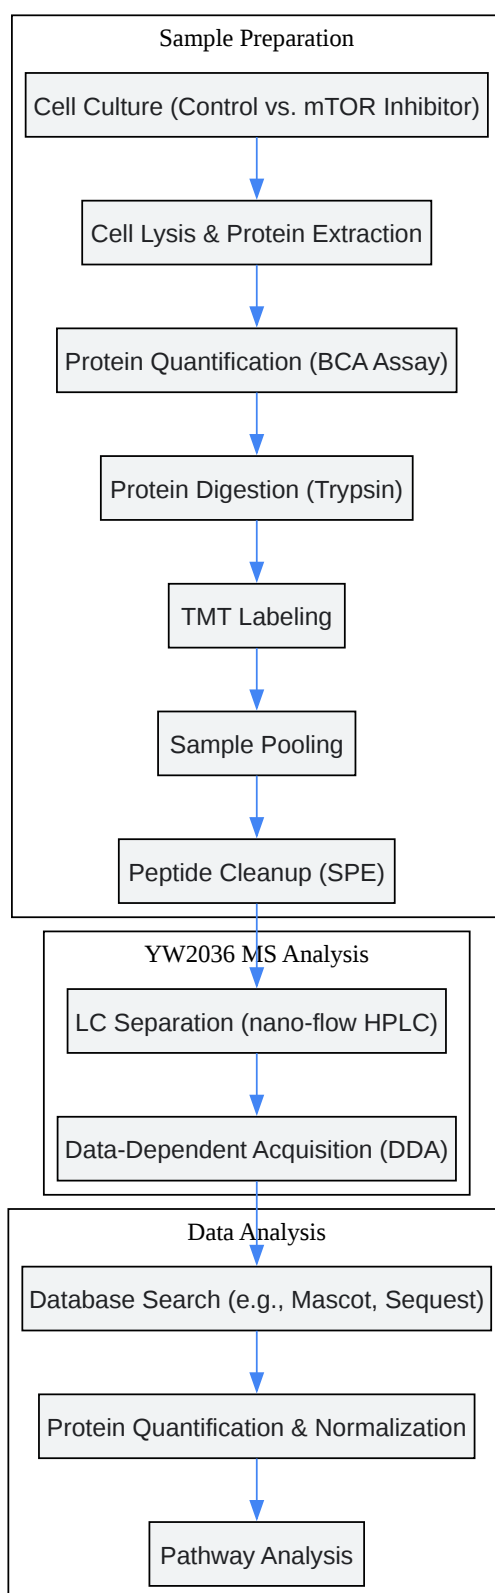 Sample Preparation
Cell Culture (Control vs. mTOR Inhibitor)
Cell Lysis & Protein Extraction
Protein Quantification (BCA Assay)
Protein Digestion (Trypsin)
TMT Labeling
Sample Pooling
Peptide Cleanup (SPE)
YW2036 MS Analysis
LC Separation (nano-flow HPLC)
Data-Dependent Acquisition (DDA)
Data Analysis
Database Search (e.g., Mascot, Sequest)
Protein Quantification & Normalization
Pathway Analysis